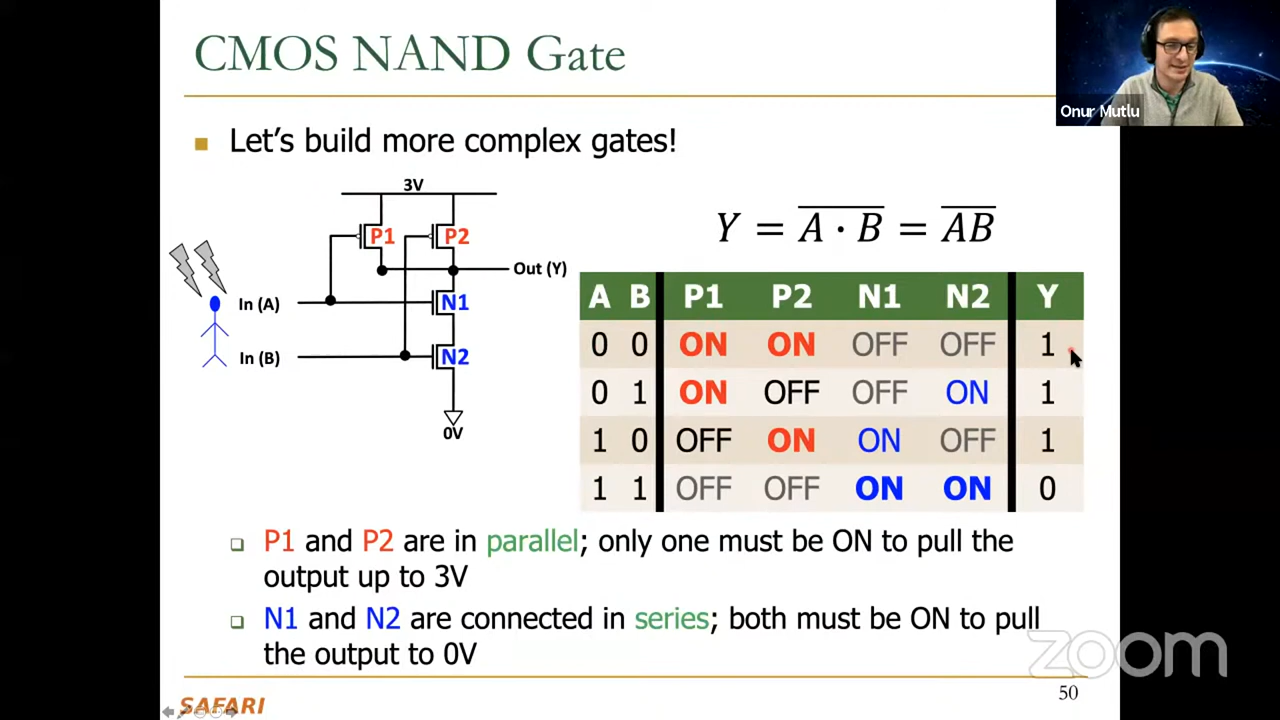 CMOS NAND Gate
Onur Mutlu
Let's build more complex gates!
3V
P1 P2
Out (Y)
In (A)
N1
In (B)
N2
0V
Y = \overline{A · B} = \overline{AB}
A B P1 P2 N1 N2 Y
0 0 ON ON OFF OFF 1
0 1 ON OFF OFF ON 1
1 0 OFF ON ON OFF 1
1 1 OFF OFF ON ON 0
P1 and P2 are in parallel; only one must be ON to pull the
output up to 3V
N1 and N2 are connected in series; both must be ON to pull
the output to 0V
zoom
SAFARI
50